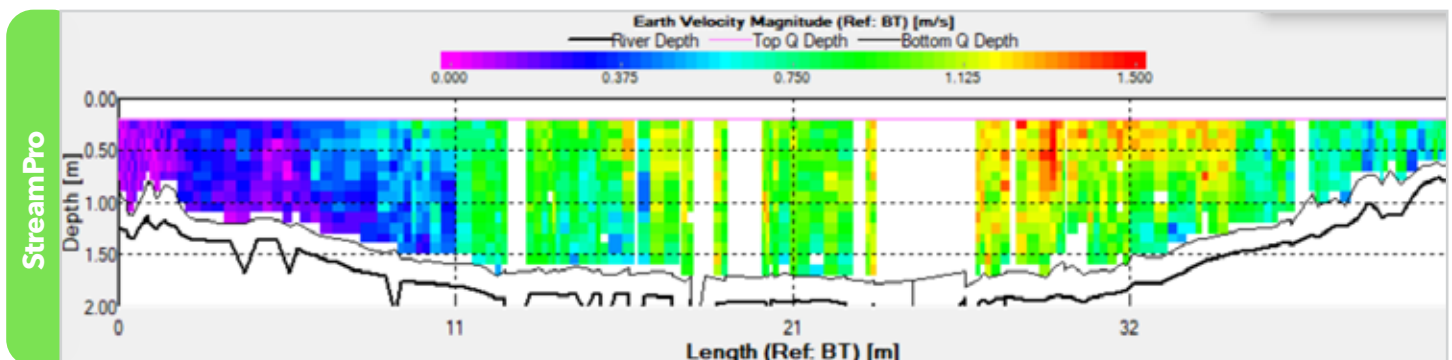 StreamPro
Earth Velocity Magnitude (Ref: BT) [m/s]
River Depth Top Q Depth Bottom Q Depth
0.000 0.375 0.750 1.125 1.500
Depth [m]
0.00
0.50
1.00
1.50
2.00
0 11 21 32
Length (Ref: BT) [m]